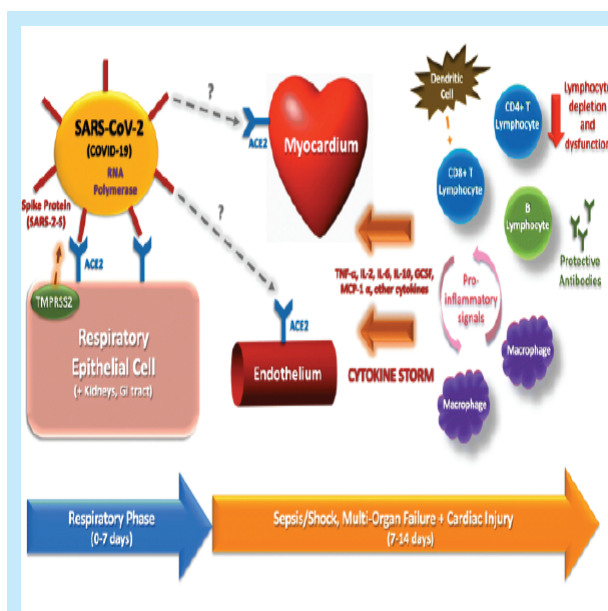 SARS-CoV-2
(COVID-19)
RNA
Polymerase
Spike Protein
(SARS-2-S)
ACE2
TMPRSS2
Respiratory
Epithelial Cell
(+ Kidneys, GI tract)
?
?
ACE2
Myocardium
ACE2
Endothelium
TNF-α, IL-2, IL-6, IL-10, GCSF,
MCP-1 α, other cytokines
CYTOKINE STORM
Dendritic
Cell
CD4+ T
Lymphocyte
Lymphocyte
depletion
and
dysfunction
CD8+ T
Lymphocyte
B
Lymphocyte
Protective
Antibodies
Pro-
inflammatory
signals
Macrophage
Macrophage
Respiratory Phase
(0-7 days)
Sepsis/Shock, Multi-Organ Failure + Cardiac Injury
(7-14 days)